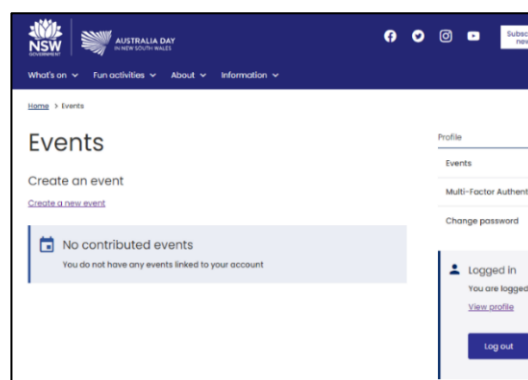 NSW
GOVERNMENT
AUSTRALIA DAY
IN NEW SOUTH WALES
What's on
Fun activities
About
Information
Home > Events
Events
Create an event
Create a new event
No contributed events
You do not have any events linked to your account
Profile
Events
Multi-Factor Authent
Change password
Logged in
You are logged
View profile
Log out